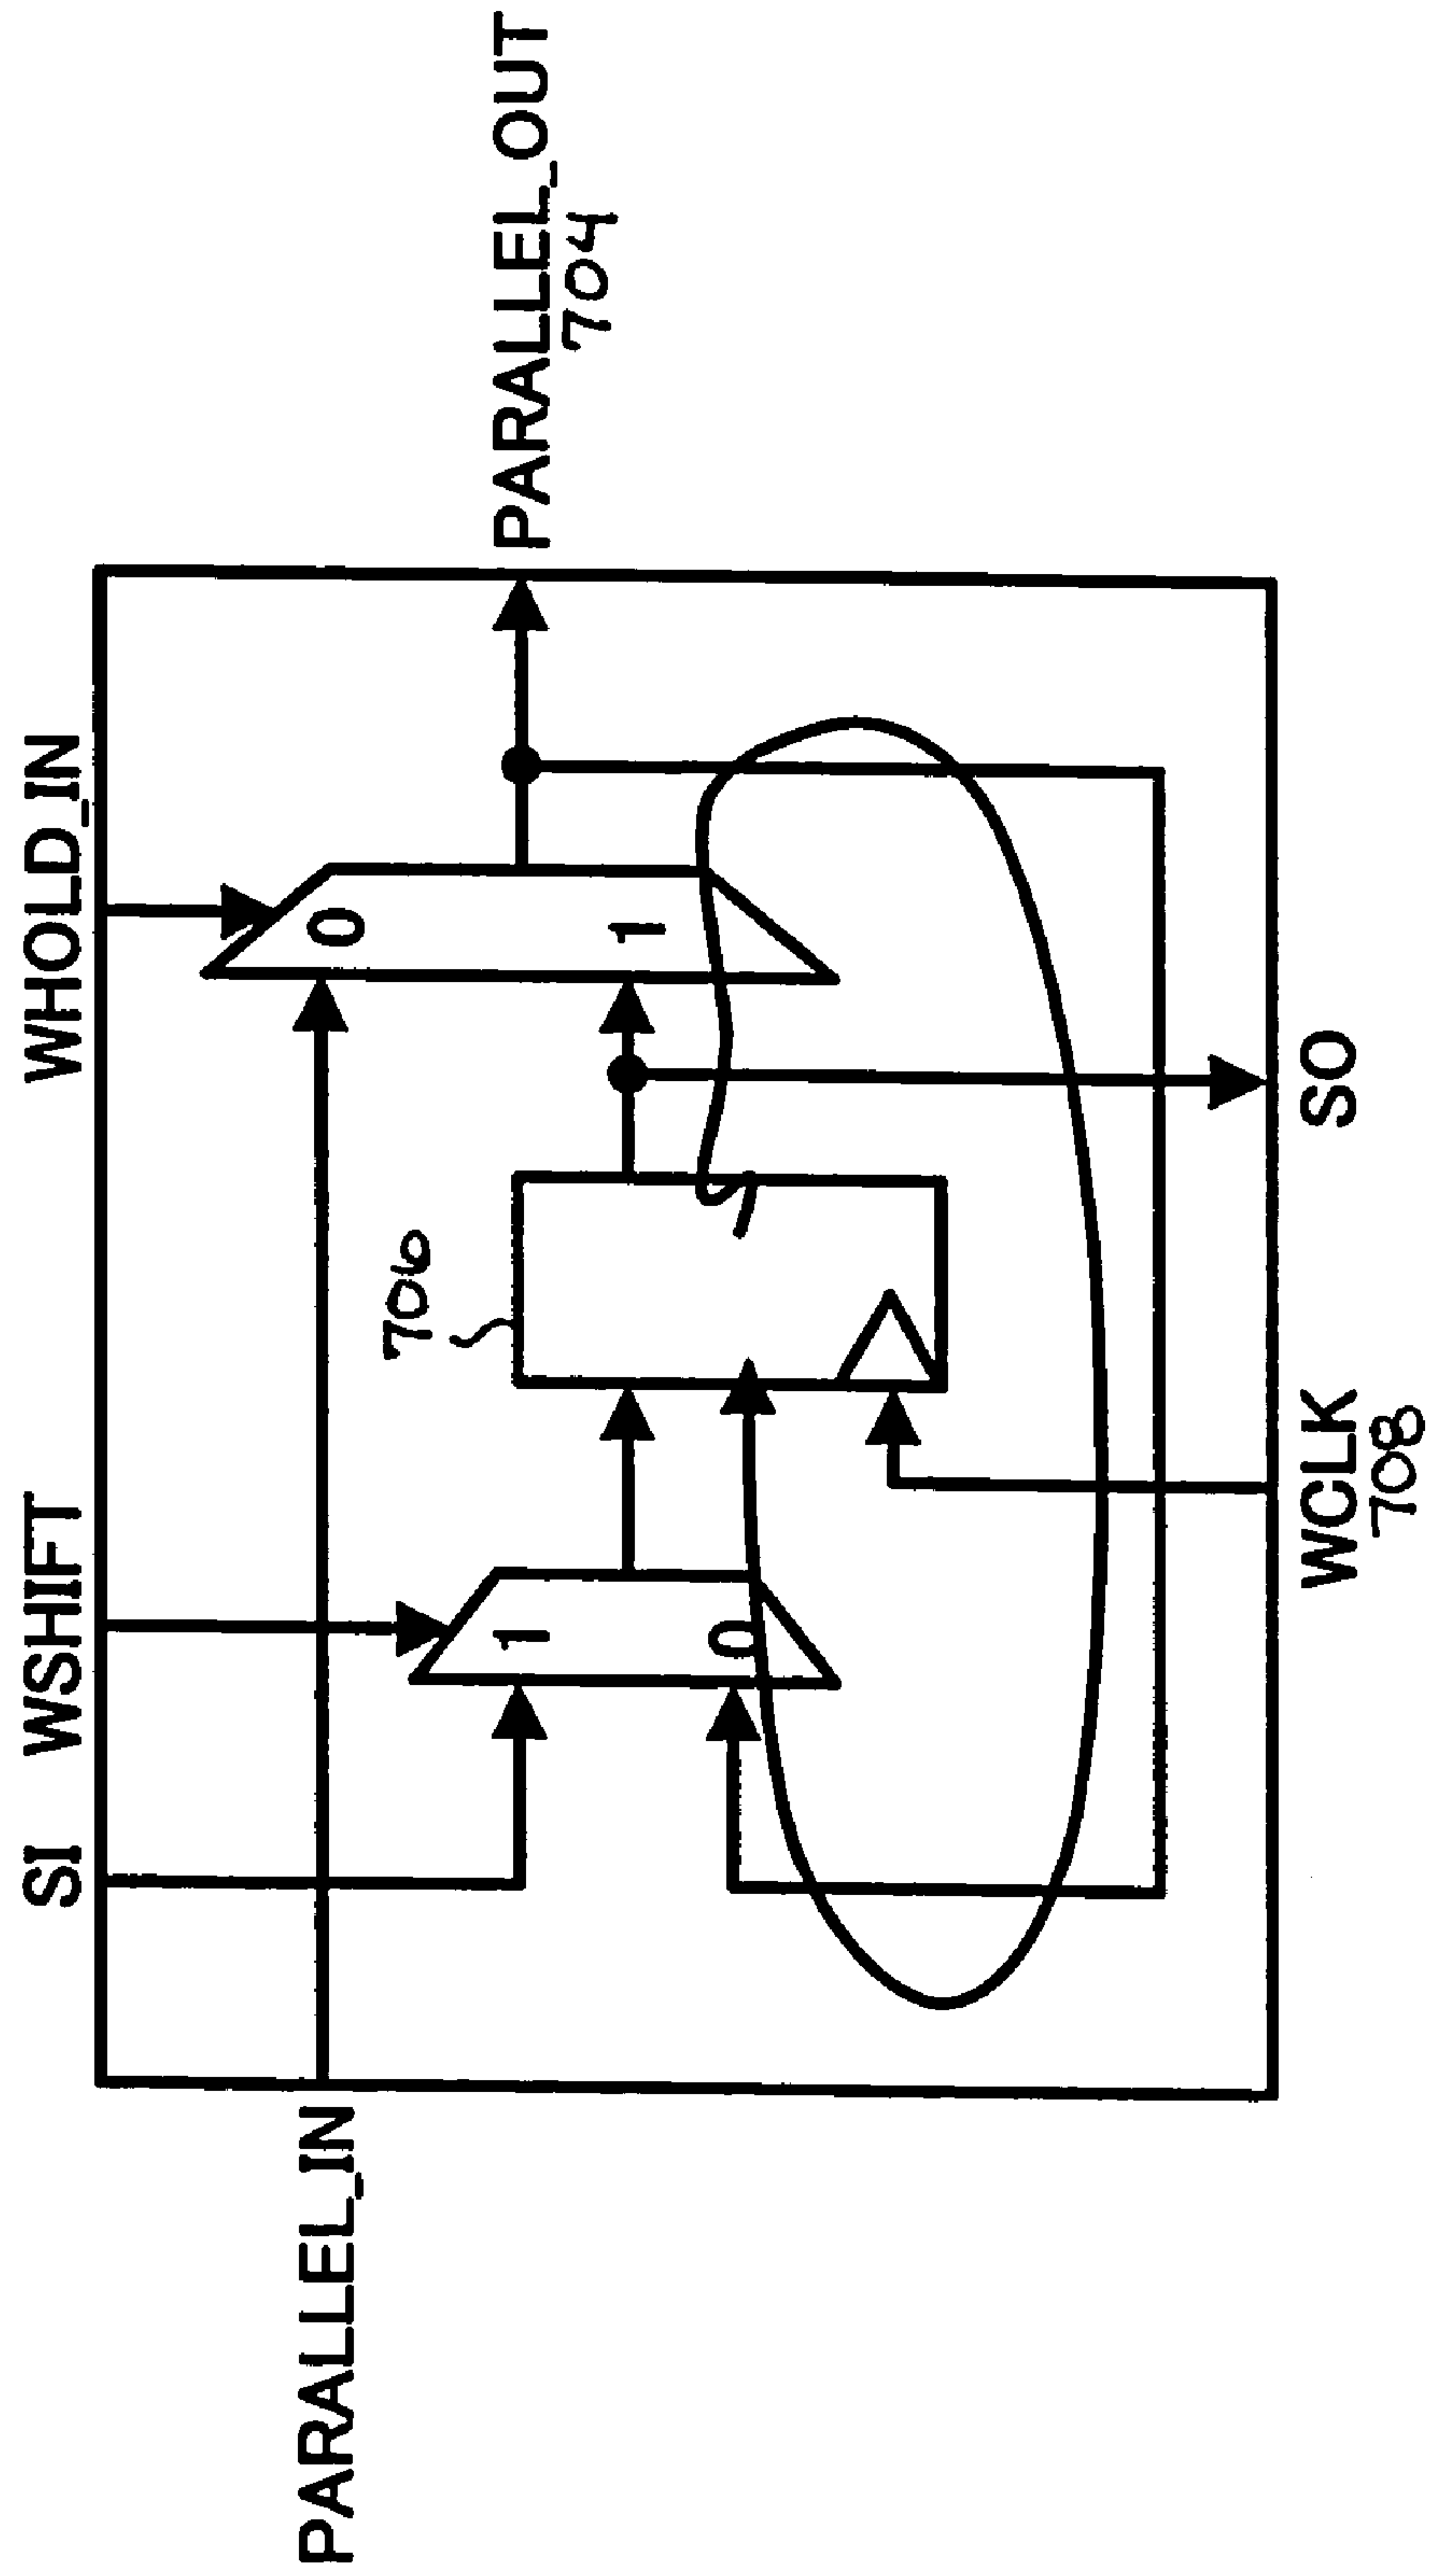 SI WSHIFT WHOLD_IN
PARALLEL_IN
0
PARALLEL_OUT
704
706
1
1
0
WCLK
708
SO